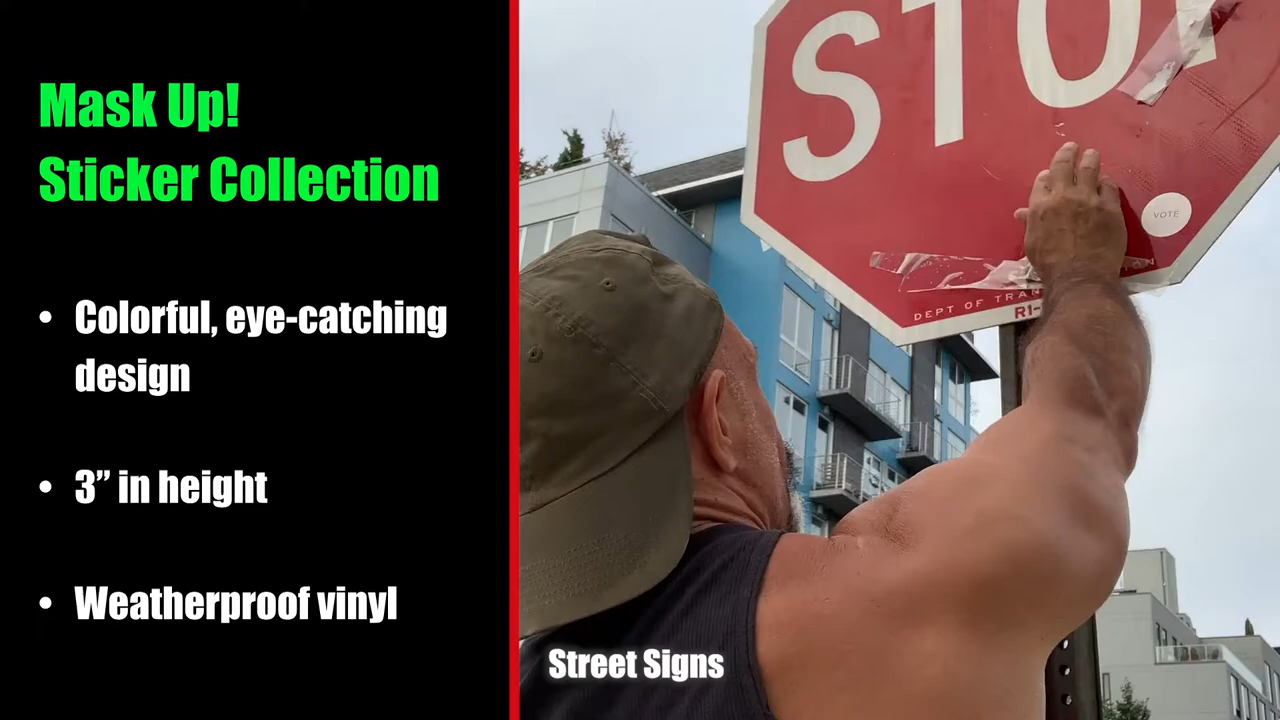 Mask Up!
Sticker Collection
• Colorful, eye-catching
design
• 3” in height
• Weatherproof vinyl
STOP
VOTE
DEPT OF TRAN
R1-
Street Signs